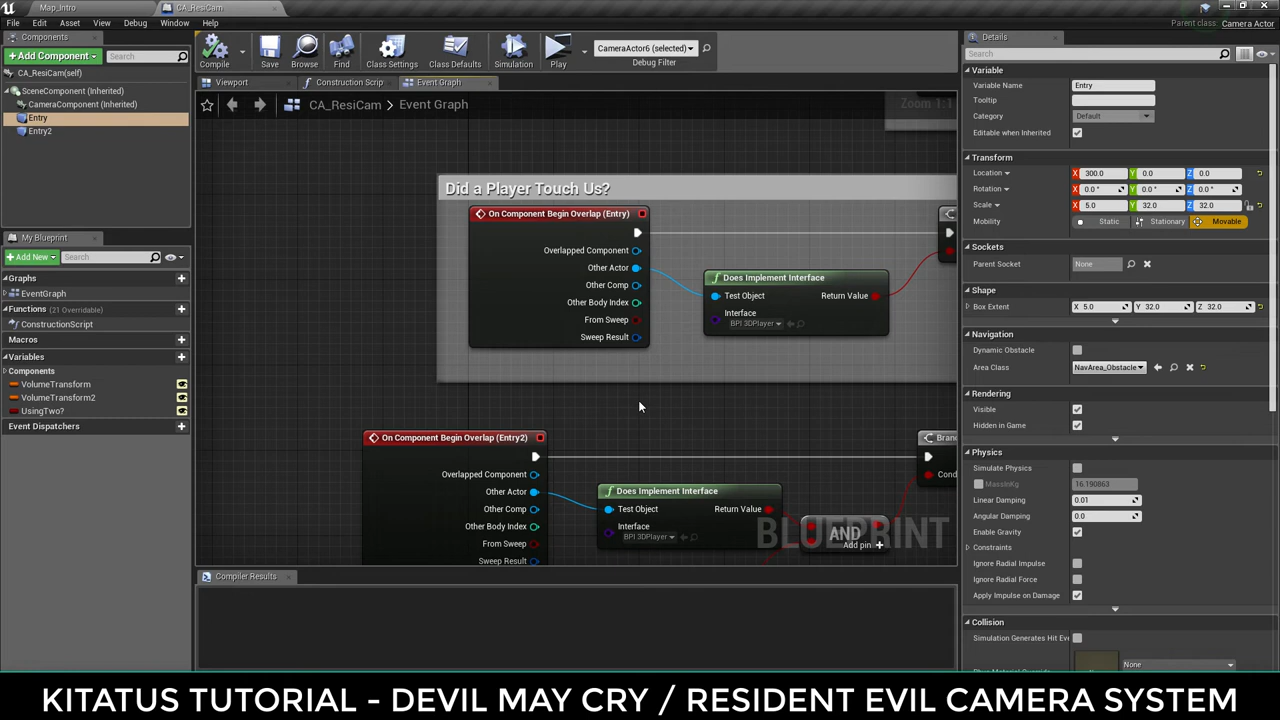 Map_Intro
CA_ResiCam
File Edit Asset View Debug Window Help
Parent class: Camera Actor
Components
+ Add Component
Search
CA_ResiCam(self)
SceneComponent (Inherited)
CameraComponent (Inherited)
Entry
Entry2
My Blueprint
+ Add New
Search
Graphs
EventGraph
Functions (21 Overridable)
ConstructionScript
Macros
Variables
Components
VolumeTransform
VolumeTransform2
UsingTwo?
Event Dispatchers
Compile
Save
Browse
Find
Class Settings
Class Defaults
Simulation
Play
CameraActor6 (selected)
Debug Filter
Viewport
Construction Scrip
Event Graph
CA_ResiCam > Event Graph
Zoom 1:1
Did a Player Touch Us?
On Component Begin Overlap (Entry)
Overlapped Component
Other Actor
Other Comp
Other Body Index
From Sweep
Sweep Result
Does Implement Interface
Test Object
Return Value
Interface
BPI 3DPlayer
On Component Begin Overlap (Entry2)
Overlapped Component
Other Actor
Other Comp
Other Body Index
From Sweep
Sweep Result
Does Implement Interface
Test Object
Return Value
Interface
BPI 3DPlayer
AND
Add pin +
Bran
Cond
BLUEPRINT
Compiler Results
Details
Search
Variable
Variable Name Entry
Tooltip
Category Default
Editable when Inherited
Transform
Location X 300.0 Y 0.0 Z 0.0
Rotation X 0.0 ° Y 0.0 ° Z 0.0 °
Scale X 5.0 Y 32.0 Z 32.0
Mobility Static Stationary Movable
Sockets
Parent Socket None
Shape
Box Extent X 5.0 Y 32.0 Z 32.0
Navigation
Dynamic Obstacle
Area Class NavArea_Obstacle
Rendering
Visible
Hidden in Game
Physics
Simulate Physics
MassInKg 16.190863
Linear Damping 0.01
Angular Damping 0.0
Enable Gravity
Constraints
Ignore Radial Impulse
Ignore Radial Force
Apply Impulse on Damage
Collision
Simulation Generates Hit Eve
None
KITATUS TUTORIAL - DEVIL MAY CRY / RESIDENT EVIL CAMERA SYSTEM